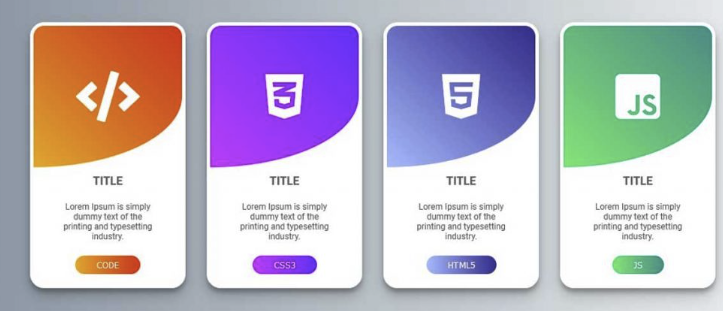 TITLE
Lorem Ipsum is simply
dummy text of the
printing and typesetting
industry.
CODE
3
TITLE
Lorem Ipsum is simply
dummy text of the
printing and typesetting
industry.
CSS3
5
TITLE
Lorem Ipsum is simply
dummy text of the
printing and typesetting
industry.
HTML5
JS
TITLE
Lorem Ipsum is simply
dummy text of the
printing and typesetting
industry.
JS